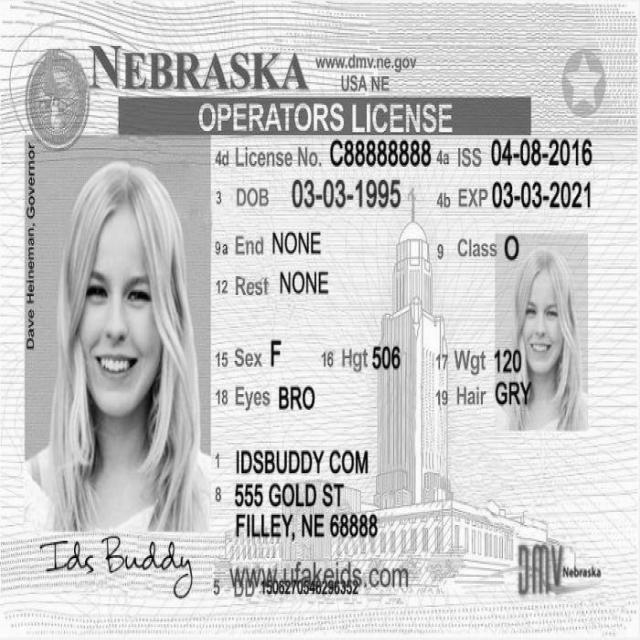 NEBRASKA www.dmv.ne.gov
USA NE
OPERATORS LICENSE
Dave Heineman, Governor
4d License No. C88888888 4a ISS 04-08-2016
3 DOB 03-03-1995 4b EXP 03-03-2021
9a End NONE 9 Class O
12 Rest NONE
15 Sex F 16 Hgt 506 17 Wgt 120
18 Eyes BRO 19 Hair GRY
1 IDSBUDDY COM
8 555 GOLD ST
FILLEY, NE 68888
Ids Buddy
www.ufakeids.com
5 - DD
DMV Nebraska